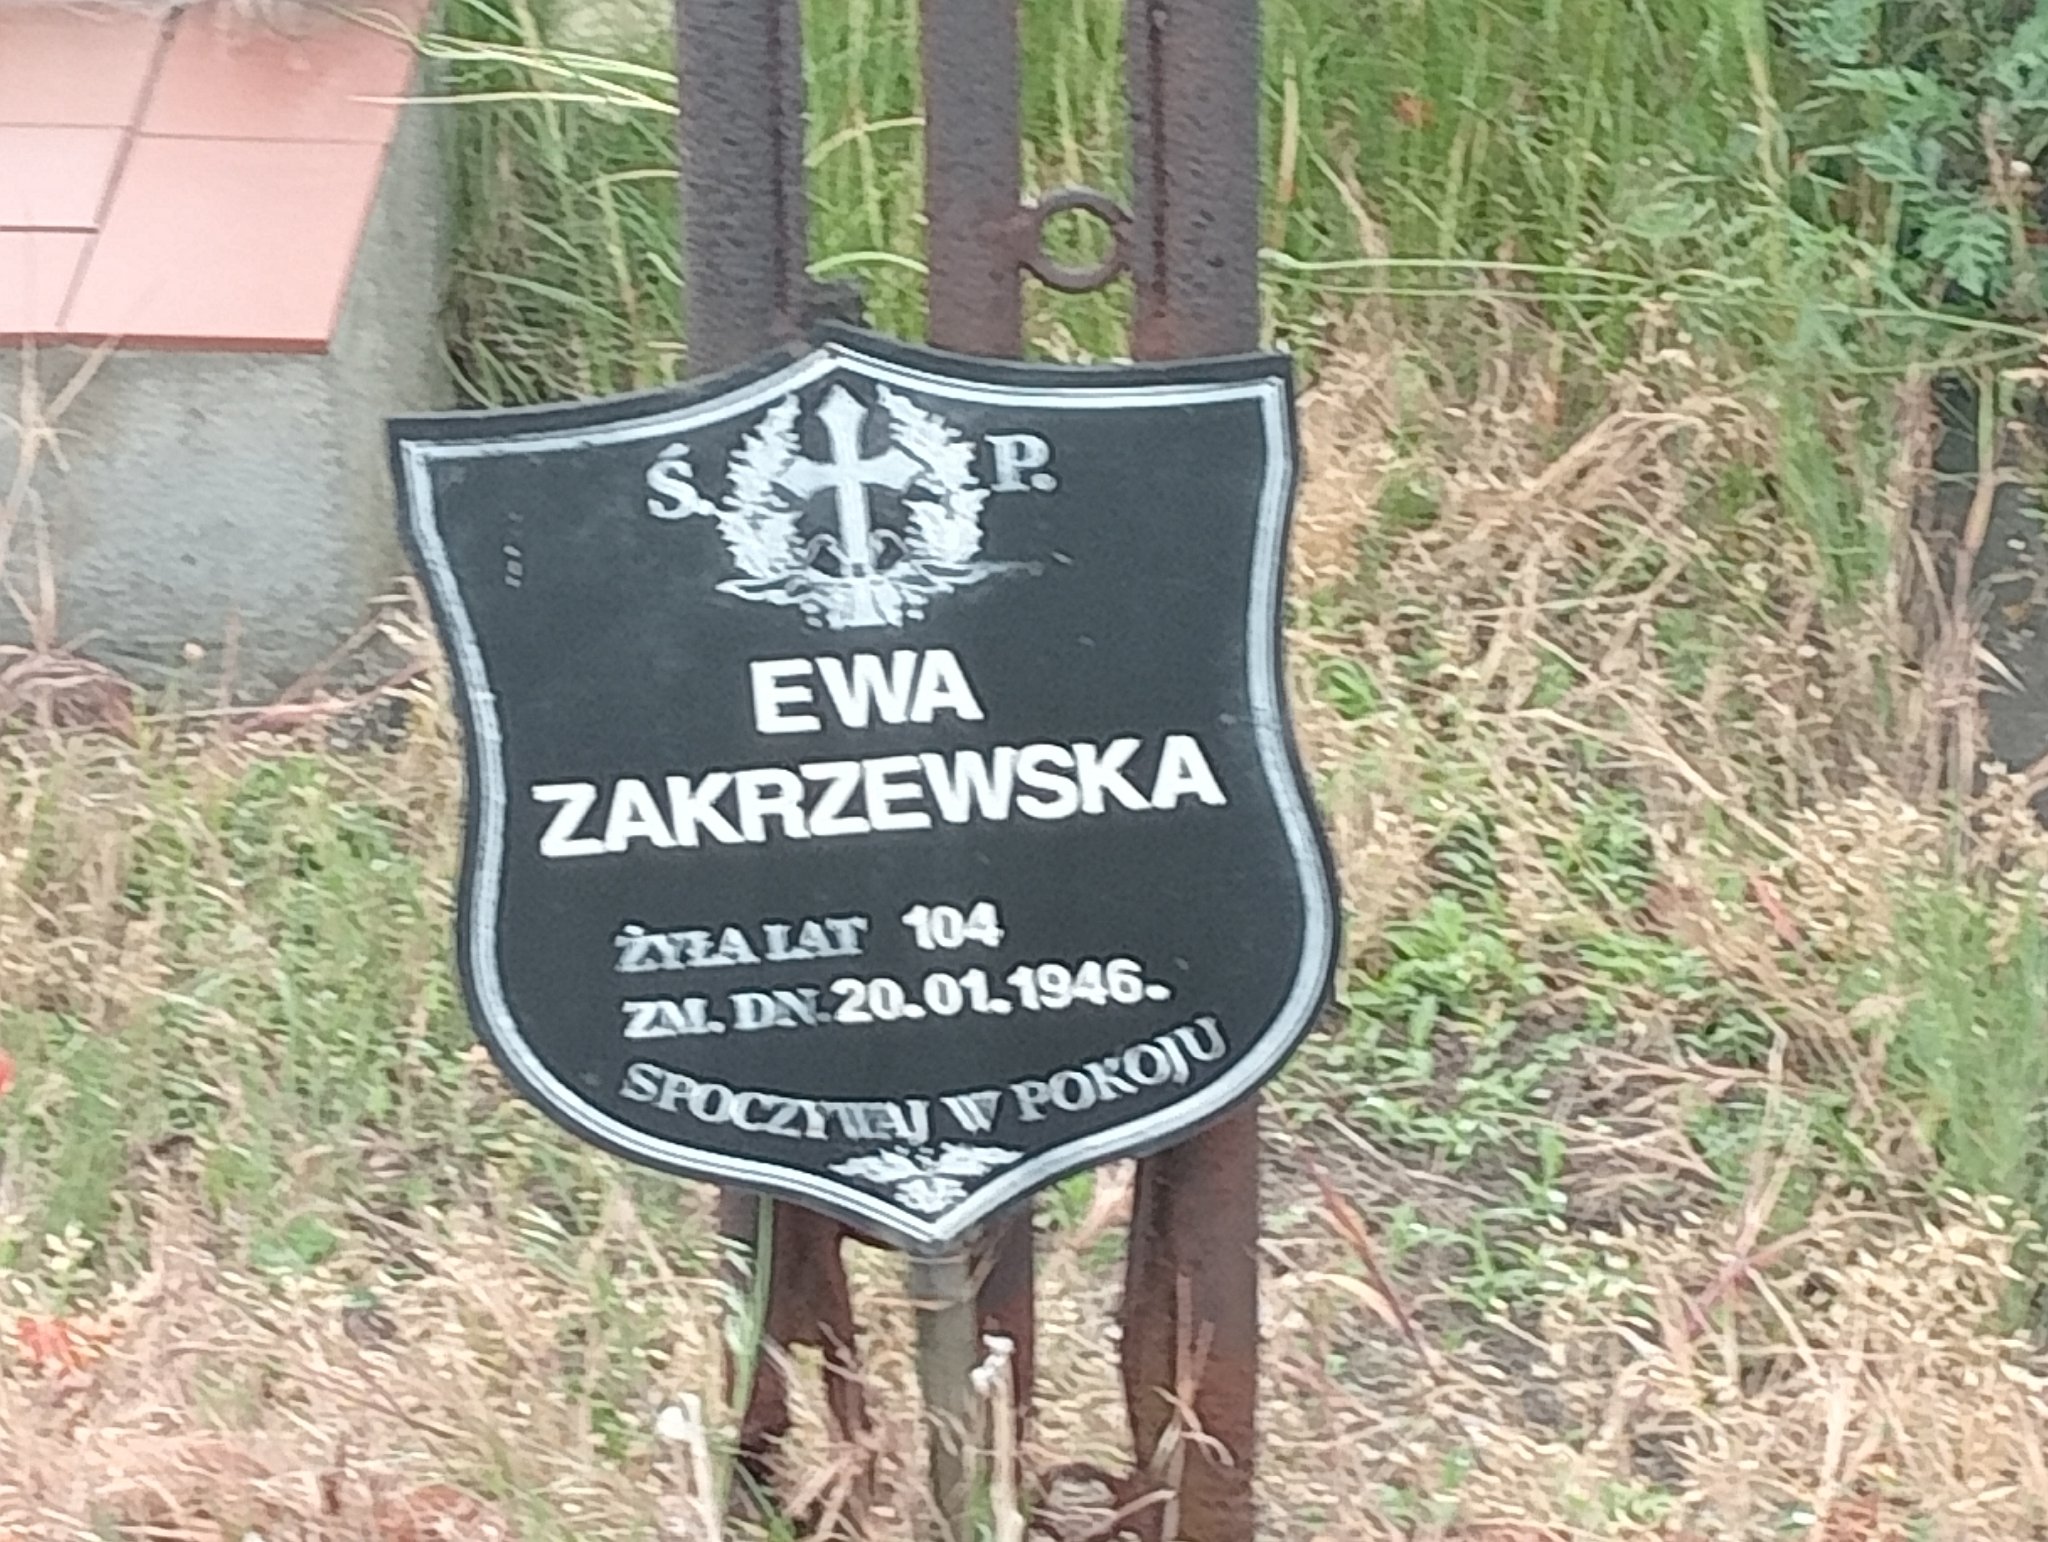 Ś. P.
EWA
ZAKRZEWSKA
ŻYŁA LAT 104
ZM. DN. 20.01.1946.
SPOCZYWAJ W POKOJU